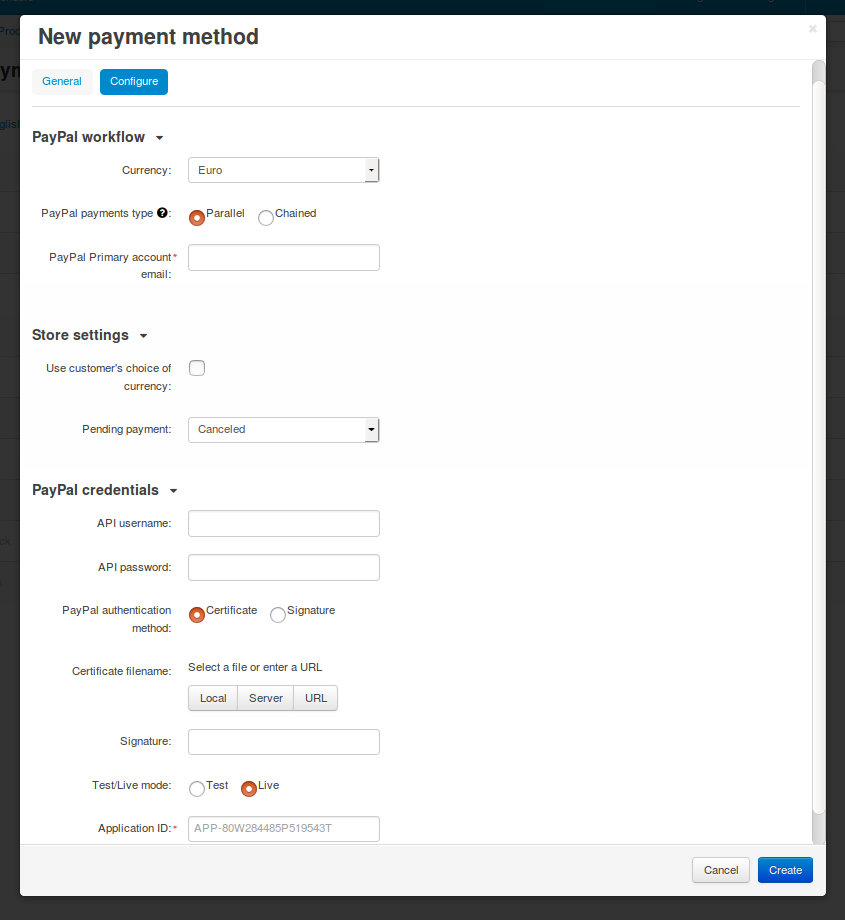 New payment method
×
General
Configure
PayPal workflow
Currency:
Euro
PayPal payments type ?:
Parallel
Chained
PayPal Primary account*
email:
Store settings
Use customer's choice of
currency:
Pending payment:
Canceled
PayPal credentials
API username:
API password:
PayPal authentication
method:
Certificate
Signature
Certificate filename:
Select a file or enter a URL
Local
Server
URL
Signature:
Test/Live mode:
Test
Live
Application ID:*
APP-80W284485P519543T
Cancel
Create